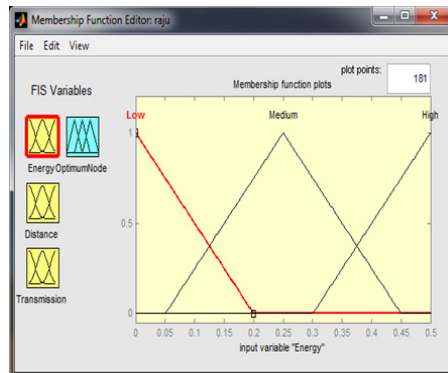 Membership Function Editor: raju
File Edit View
plot points: 181
FIS Variables
Membership function plots
Low Medium High
Energy OptimumNode
Distance
Transmission
1
0.5
0
0 0.05 0.1 0.15 0.2 0.25 0.3 0.35 0.4 0.45 0.5
input variable "Energy"